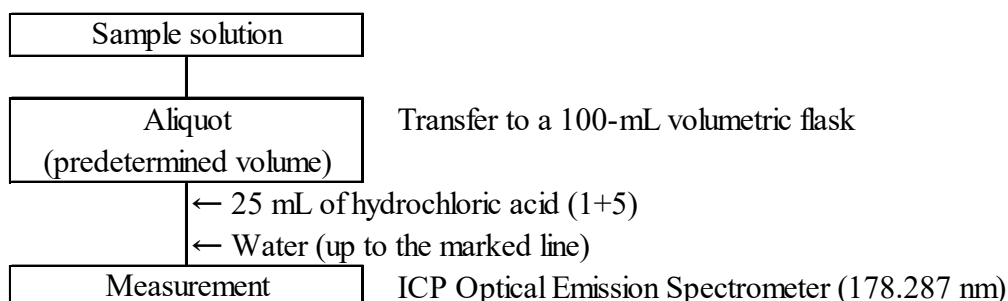 Sample solution
Aliquot
(predetermined volume)
Transfer to a 100-mL volumetric flask
← 25 mL of hydrochloric acid (1+5)
← Water (up to the marked line)
Measurement
ICP Optical Emission Spectrometer (178.287 nm)